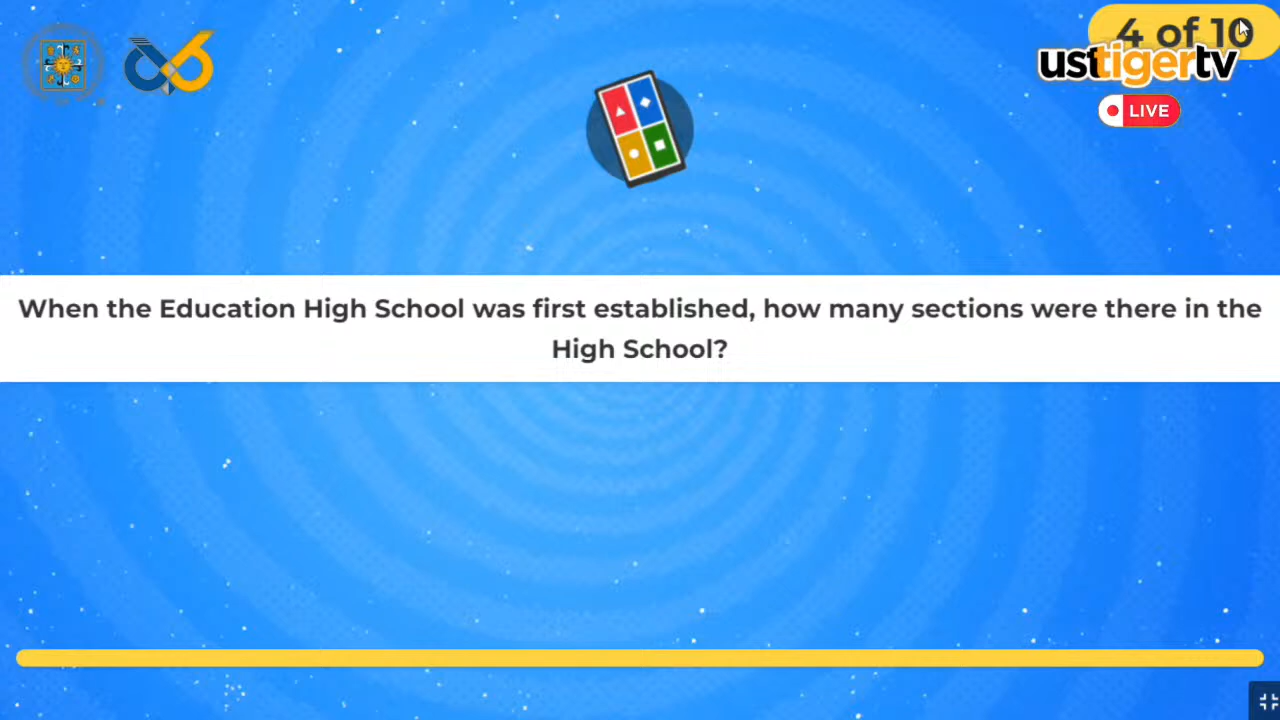 4 of 10
usttigertv
LIVE
When the Education High School was first established, how many sections were there in the
High School?